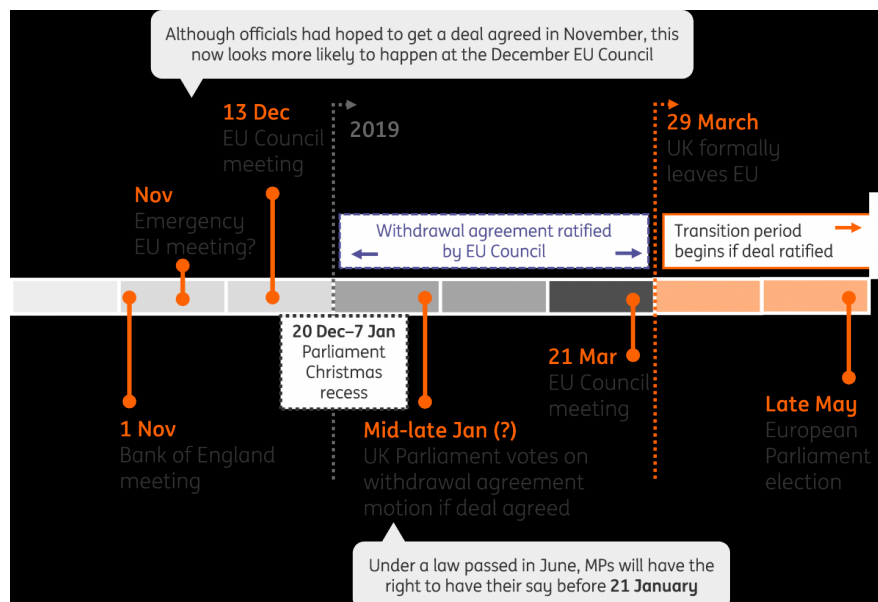 Although officials had hoped to get a deal agreed in November, this
now looks more likely to happen at the December EU Council
13 Dec
EU Council
meeting
2019
29 March
UK formally
leaves EU
Nov
Emergency
EU meeting?
Withdrawal agreement ratified
by EU Council
Transition period
begins if deal ratified
20 Dec–7 Jan
Parliament
Christmas
recess
1 Nov
Bank of England
meeting
Mid-late Jan (?)
UK Parliament votes on
withdrawal agreement
motion if deal agreed
21 Mar
EU Council
meeting
Late May
European
Parliament
election
Under a law passed in June, MPs will have the
right to have their say before 21 January